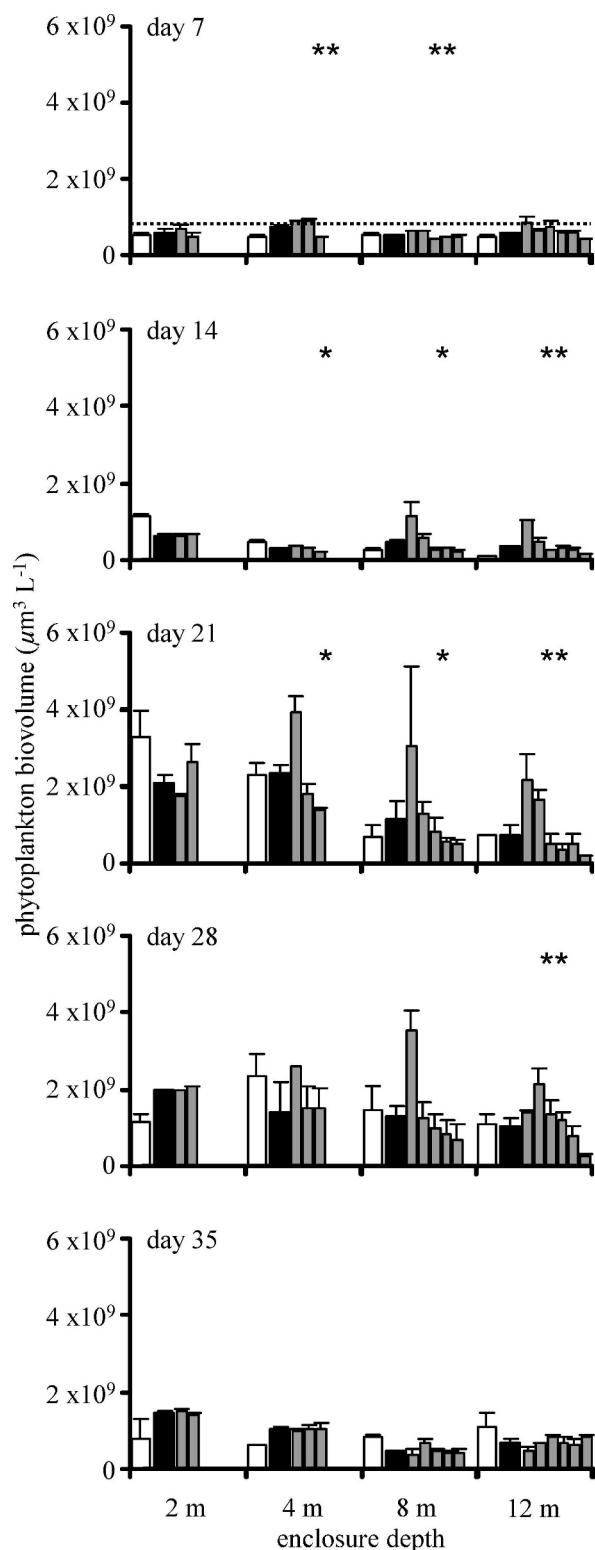 phytoplankton biovolume (µm³ L⁻¹)
day 7
6 x10⁹
** **
4 x10⁹
2 x10⁹
0
day 14
6 x10⁹
* * **
4 x10⁹
2 x10⁹
0
day 21
6 x10⁹
* * **
4 x10⁹
2 x10⁹
0
day 28
6 x10⁹
**
4 x10⁹
2 x10⁹
0
day 35
6 x10⁹
4 x10⁹
2 x10⁹
0
2 m 4 m 8 m 12 m
enclosure depth